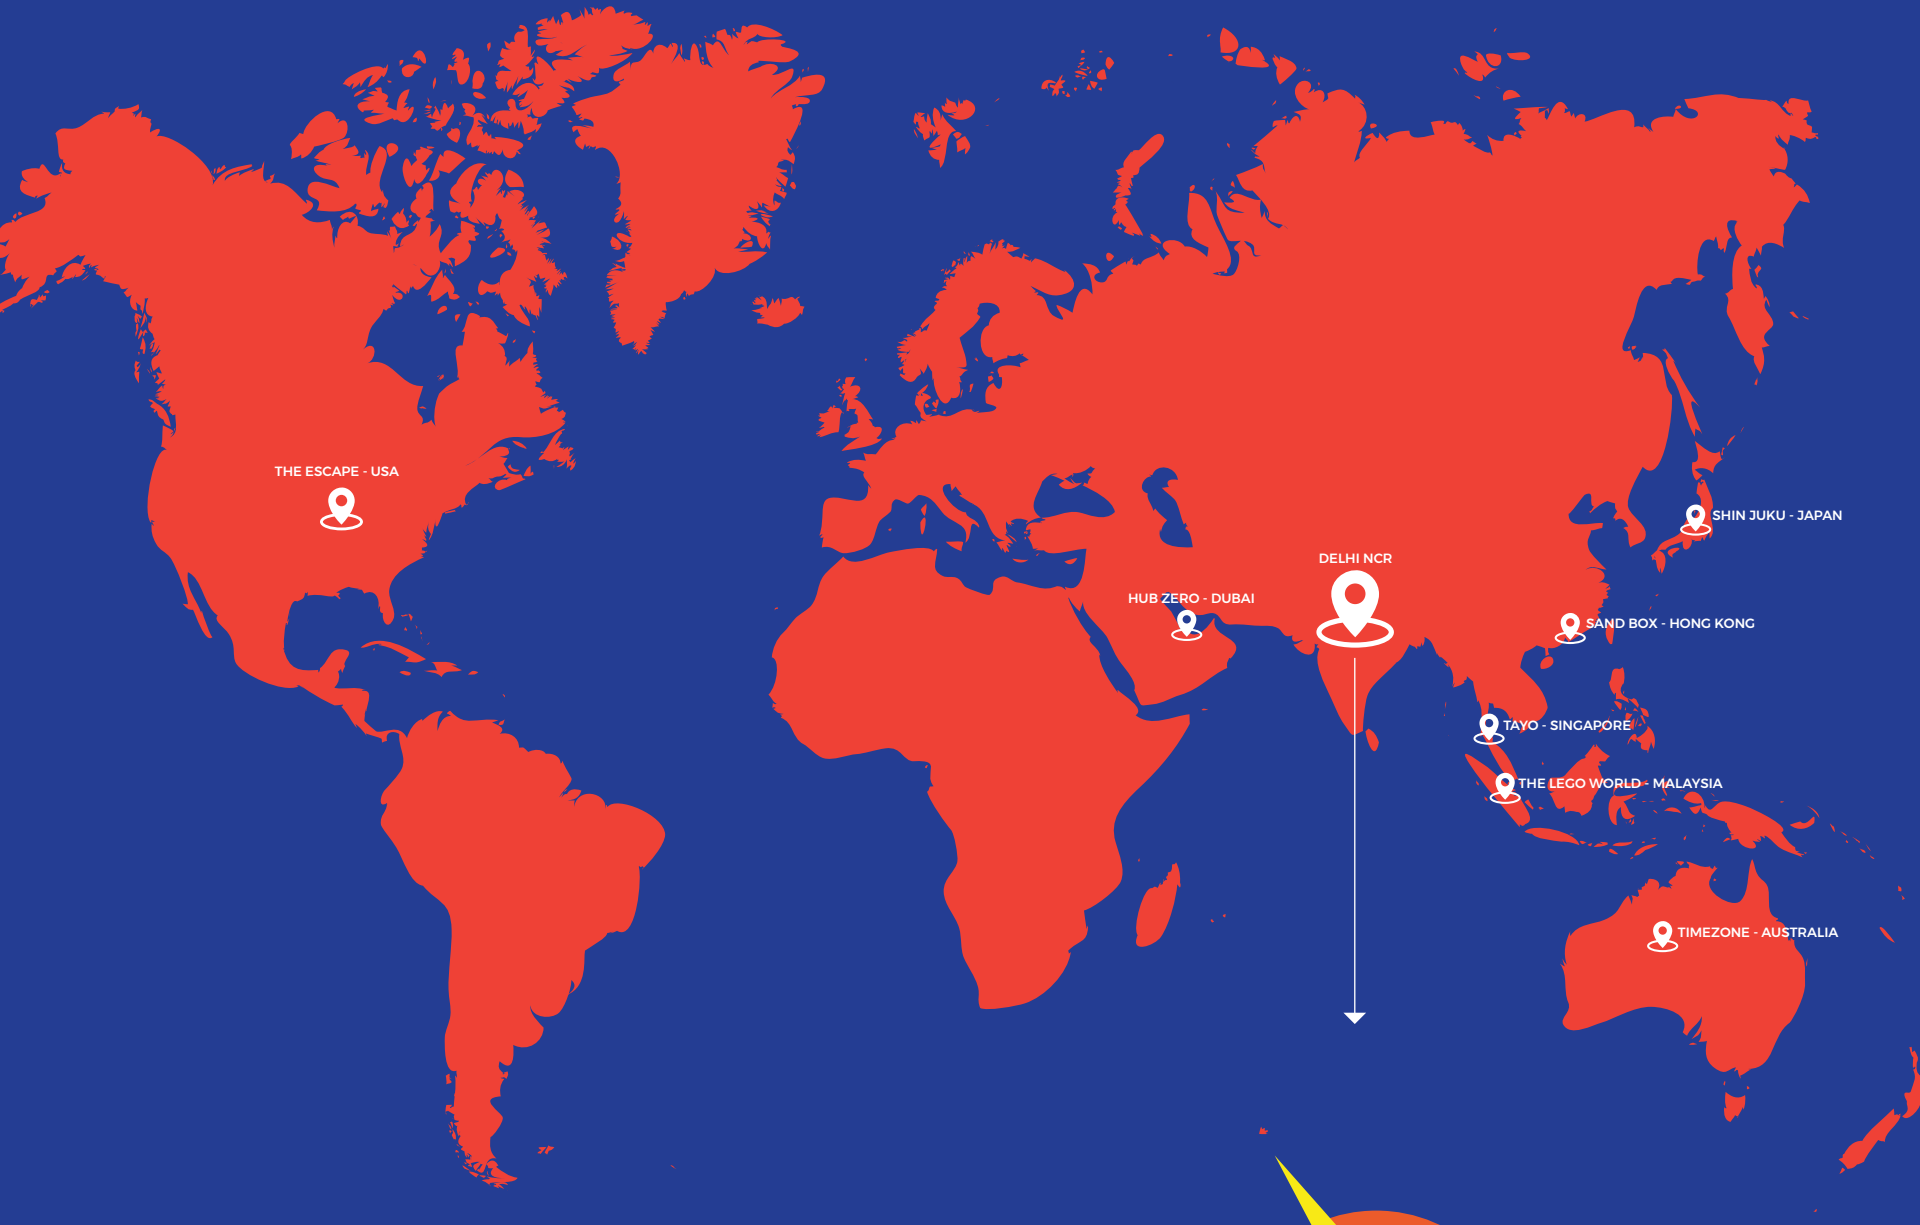 THE ESCAPE - USA
SHIN JUKU - JAPAN
DELHI NCR
HUB ZERO - DUBAI
SAND BOX - HONG KONG
TAYO - SINGAPORE
THE LEGO WORLD - MALAYSIA
TIMEZONE - AUSTRALIA